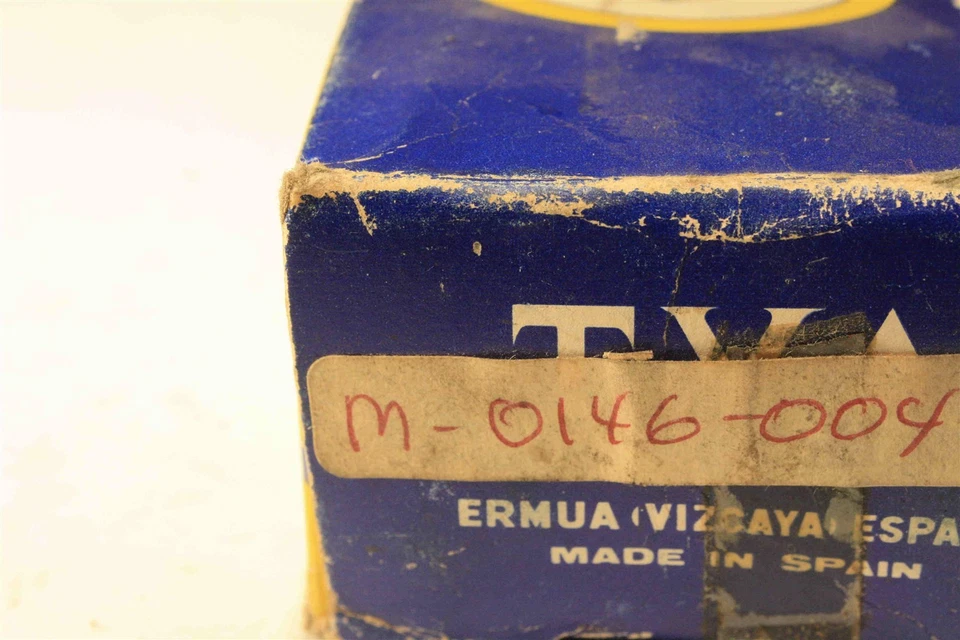 M-0146-004
ERMUA (VIZCAYA) ESPA
MADE IN SPAIN